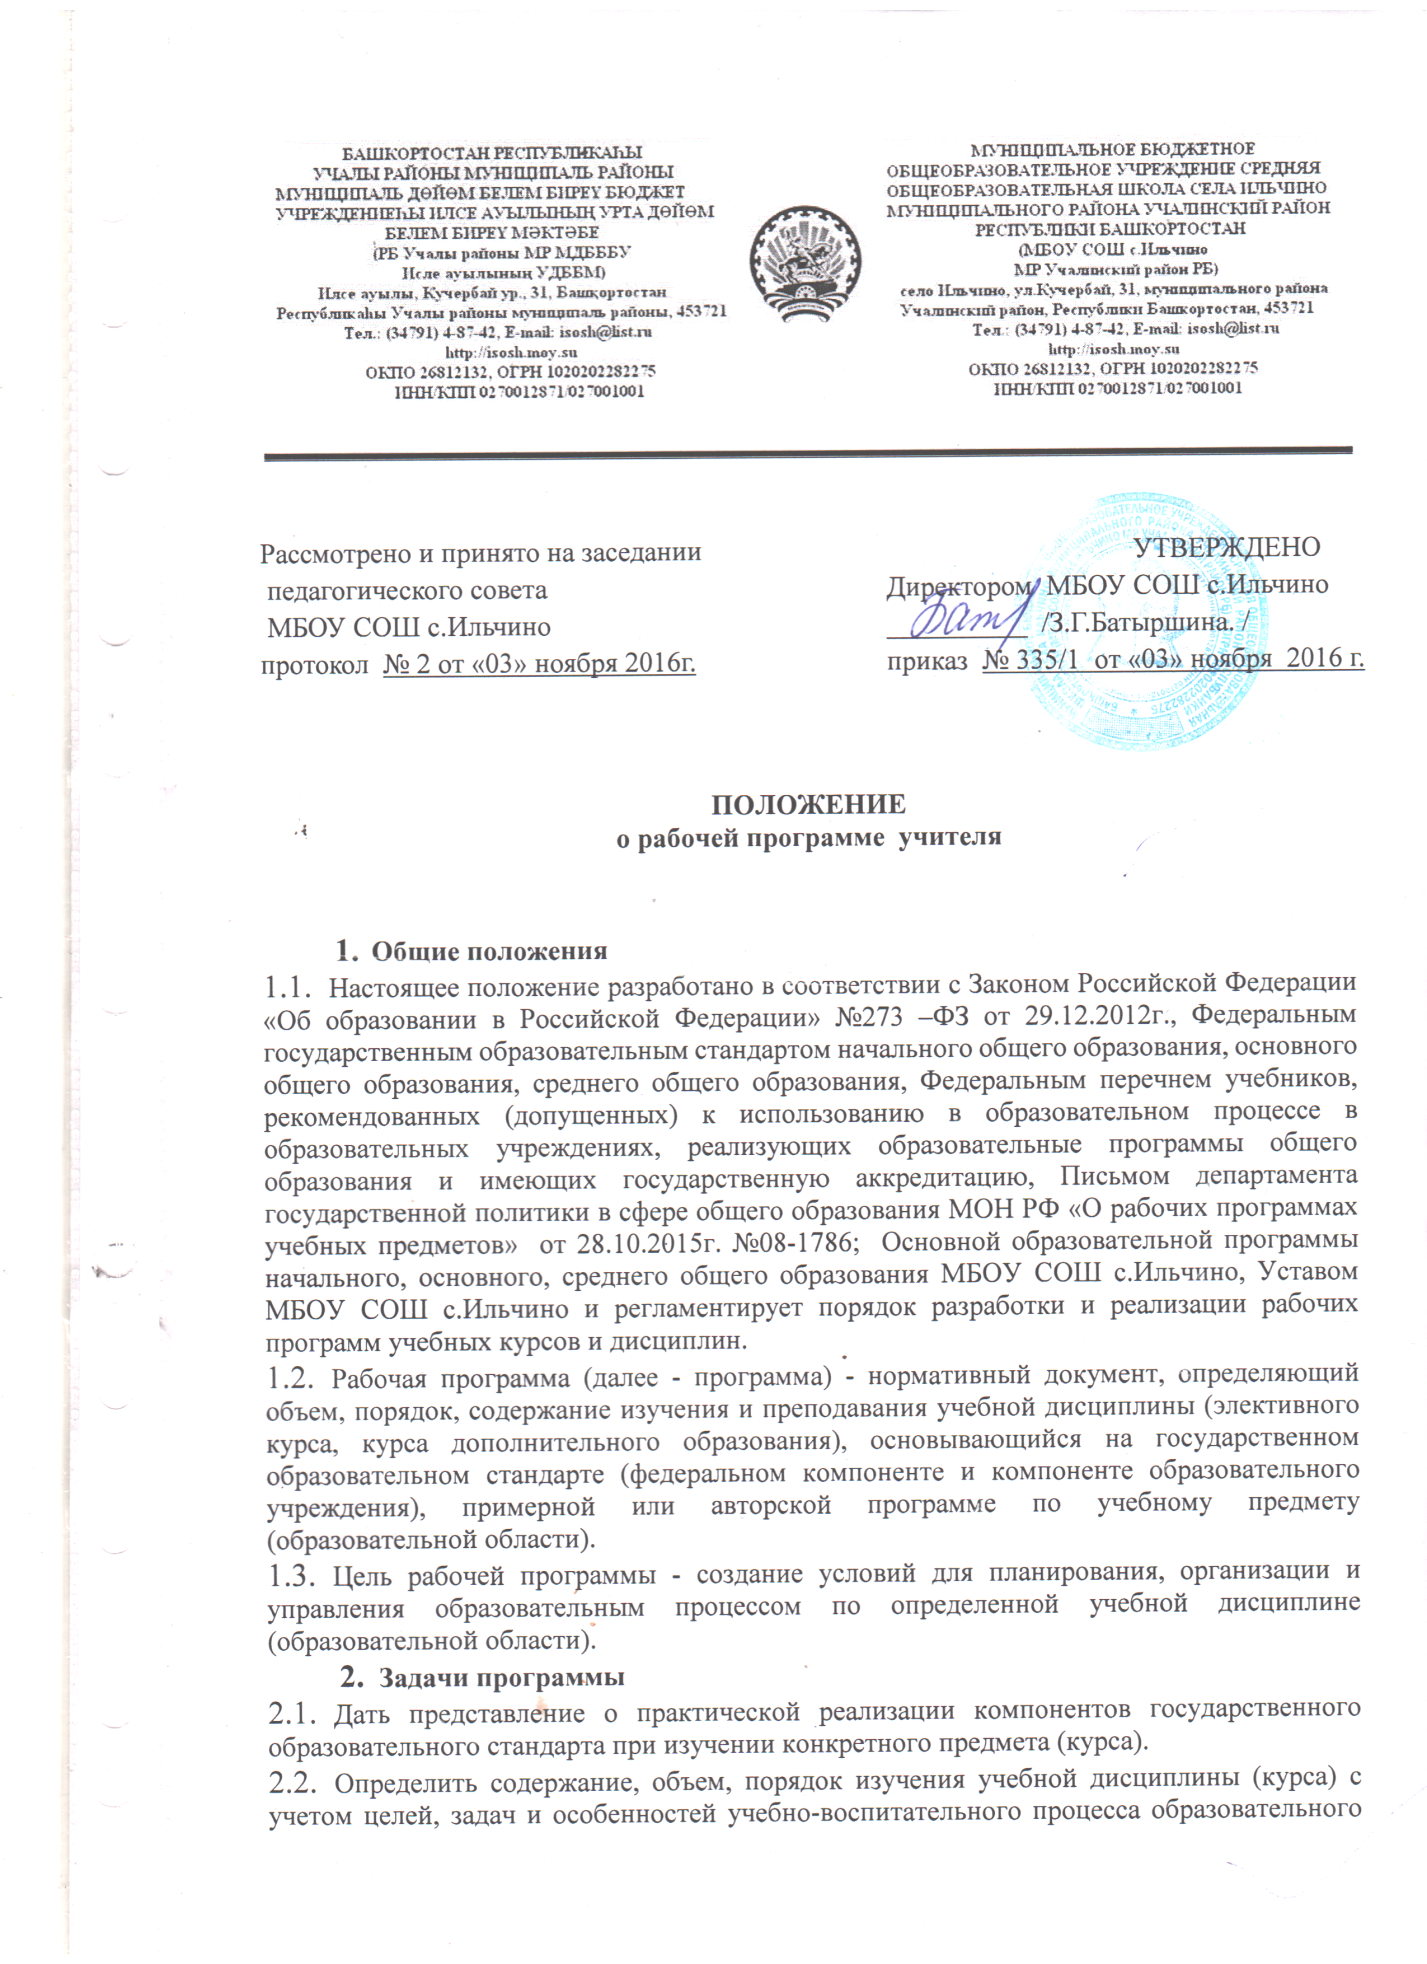 БАШКОРТОСТАН РЕСПУБЛИКАҺЫ
УЧАЛЫ РАЙОНЫ МУНИЦИПАЛЬ РАЙОНЫ
МУНИЦИПАЛЬ ДӨЙӨМ БЕЛЕМ БИРЕҮ БЮДЖЕТ
УЧРЕЖДЕНИЕҺЫ ИЛСЕ АУЫЛЫНЫҢ УРТА ДӨЙӨМ
БЕЛЕМ БИРЕҮ МӘКТӘБЕ
(РБ Учалы районы МР МДБББУ
Исле ауылының УДББМ)
Илсе ауылы, Кучербай ур., 31, Башкортостан
Республикаһы Учалы районы муниципаль районы, 453721
Тел.: (34791) 4-87-42, E-mail: isosh@list.ru
http://isosh.moy.su
ОКПО 26812132, ОГРН 1020202282275
ИНН/КПП 0270012871/027001001
МУНИЦИПАЛЬНОЕ БЮДЖЕТНОЕ
ОБЩЕОБРАЗОВАТЕЛЬНОЕ УЧРЕЖДЕНИЕ СРЕДНЯЯ
ОБЩЕОБРАЗОВАТЕЛЬНАЯ ШКОЛА СЕЛА ИЛЬЧИНО
МУНИЦИПАЛЬНОГО РАЙОНА УЧАЛИНСКИЙ РАЙОН
РЕСПУБЛИКИ БАШКОРТОСТАН
(МБОУ СОШ с.Ильчино
МР Учалинский район РБ)
село Ильчино, ул.Кучербай, 31, муниципального района
Учалинский район, Республики Башкортостан, 453721
Тел.: (34791) 4-87-42, E-mail: isosh@list.ru
http://isosh.moy.su
ОКПО 26812132, ОГРН 1020202282275
ИНН/КПП 0270012871/027001001
Рассмотрено и принято на заседании
педагогического совета
МБОУ СОШ с.Ильчино
протокол № 2 от «03» ноября 2016г.
УТВЕРЖДЕНО
Директором МБОУ СОШ с.Ильчино
__________ /З.Г.Батыршина. /
приказ № 335/1 от «03» ноября 2016 г.
ПОЛОЖЕНИЕ
о рабочей программе учителя
1. Общие положения
1.1. Настоящее положение разработано в соответствии с Законом Российской Федерации
«Об образовании в Российской Федерации» №273 –ФЗ от 29.12.2012г., Федеральным
государственным образовательным стандартом начального общего образования, основного
общего образования, среднего общего образования, Федеральным перечнем учебников,
рекомендованных (допущенных) к использованию в образовательном процессе в
образовательных учреждениях, реализующих образовательные программы общего
образования и имеющих государственную аккредитацию, Письмом департамента
государственной политики в сфере общего образования МОН РФ «О рабочих программах
учебных предметов» от 28.10.2015г. №08-1786; Основной образовательной программы
начального, основного, среднего общего образования МБОУ СОШ с.Ильчино, Уставом
МБОУ СОШ с.Ильчино и регламентирует порядок разработки и реализации рабочих
программ учебных курсов и дисциплин.
1.2. Рабочая программа (далее - программа) - нормативный документ, определяющий
объем, порядок, содержание изучения и преподавания учебной дисциплины (элективного
курса, курса дополнительного образования), основывающийся на государственном
образовательном стандарте (федеральном компоненте и компоненте образовательного
учреждения), примерной или авторской программе по учебному предмету
(образовательной области).
1.3. Цель рабочей программы - создание условий для планирования, организации и
управления образовательным процессом по определенной учебной дисциплине
(образовательной области).
2. Задачи программы
2.1. Дать представление о практической реализации компонентов государственного
образовательного стандарта при изучении конкретного предмета (курса).
2.2. Определить содержание, объем, порядок изучения учебной дисциплины (курса) с
учетом целей, задач и особенностей учебно-воспитательного процесса образовательного